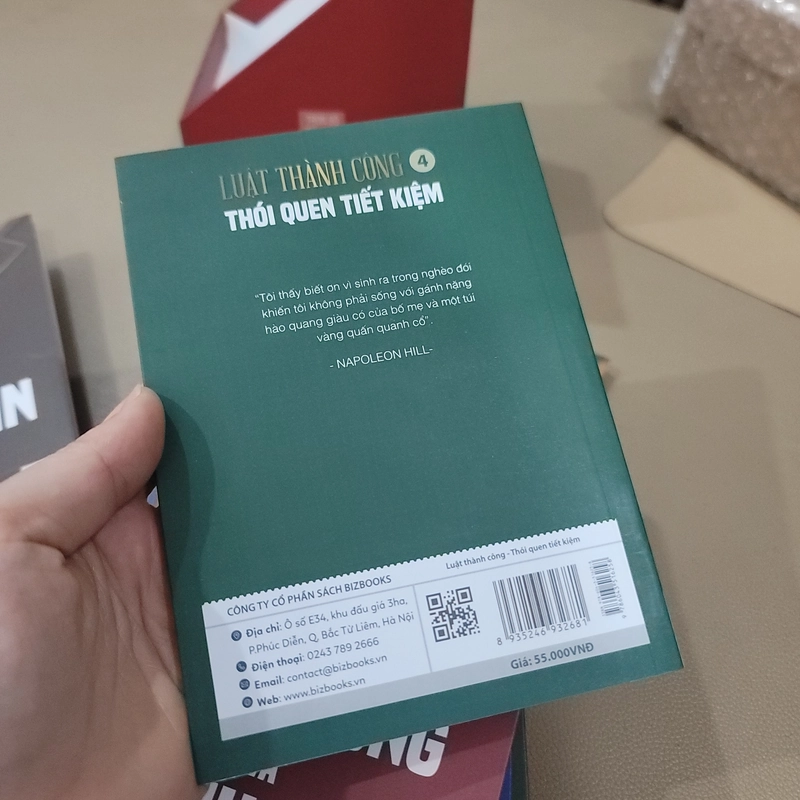 LUẬT THÀNH CÔNG 4
THÓI QUEN TIẾT KIỆM
"Tôi thấy biết ơn vì sinh ra trong nghèo đói
khiến tôi không phải sống với gánh nặng
hào quang giàu có của bố mẹ và một túi
vàng quấn quanh cổ".
- NAPOLEON HILL-
CÔNG TY CỔ PHẦN SÁCH BIZBOOKS
Địa chỉ: Ô số E34, khu đấu giá 3ha,
P.Phúc Diễn, Q. Bắc Từ Liêm, Hà Nội
Điện thoại: 0243 789 2666
Email: contact@bizbooks.vn
Web: www.bizbooks.vn
Luật thành công - Thói quen tiết kiệm
8 935246 932681
Giá: 55.000VNĐ